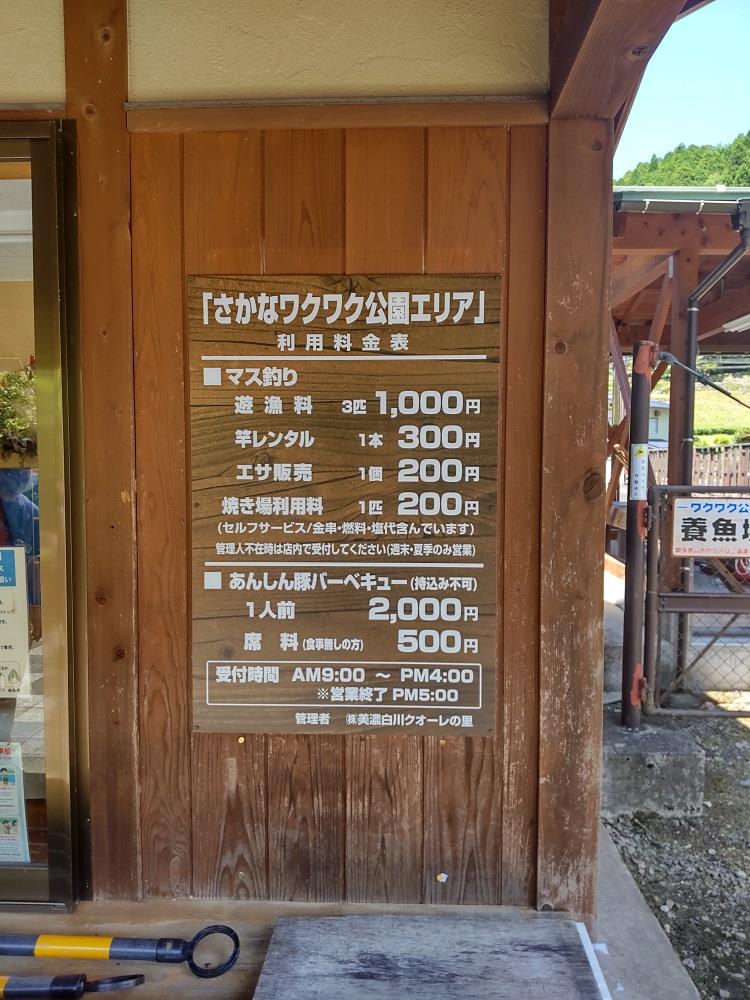 「さかなワクワク公園エリア」
利用料金表
■マス釣り
遊漁料 3匹 1,000円
竿レンタル 1本 300円
エサ販売 1個 200円
焼き場利用料 1匹 200円
(セルフサービス/金串・燃料・塩代含んでいます)
管理人不在時は店内で受付してください(週末・夏季のみ営業)
■あんしん豚バーベキュー(持込み不可)
1人前 2,000円
席料(食事無しの方) 500円
受付時間 AM9:00 ～ PM4:00
※営業終了 PM5:00
管理者 ㈱美濃白川クオーレの里
ワクワク公
養魚場